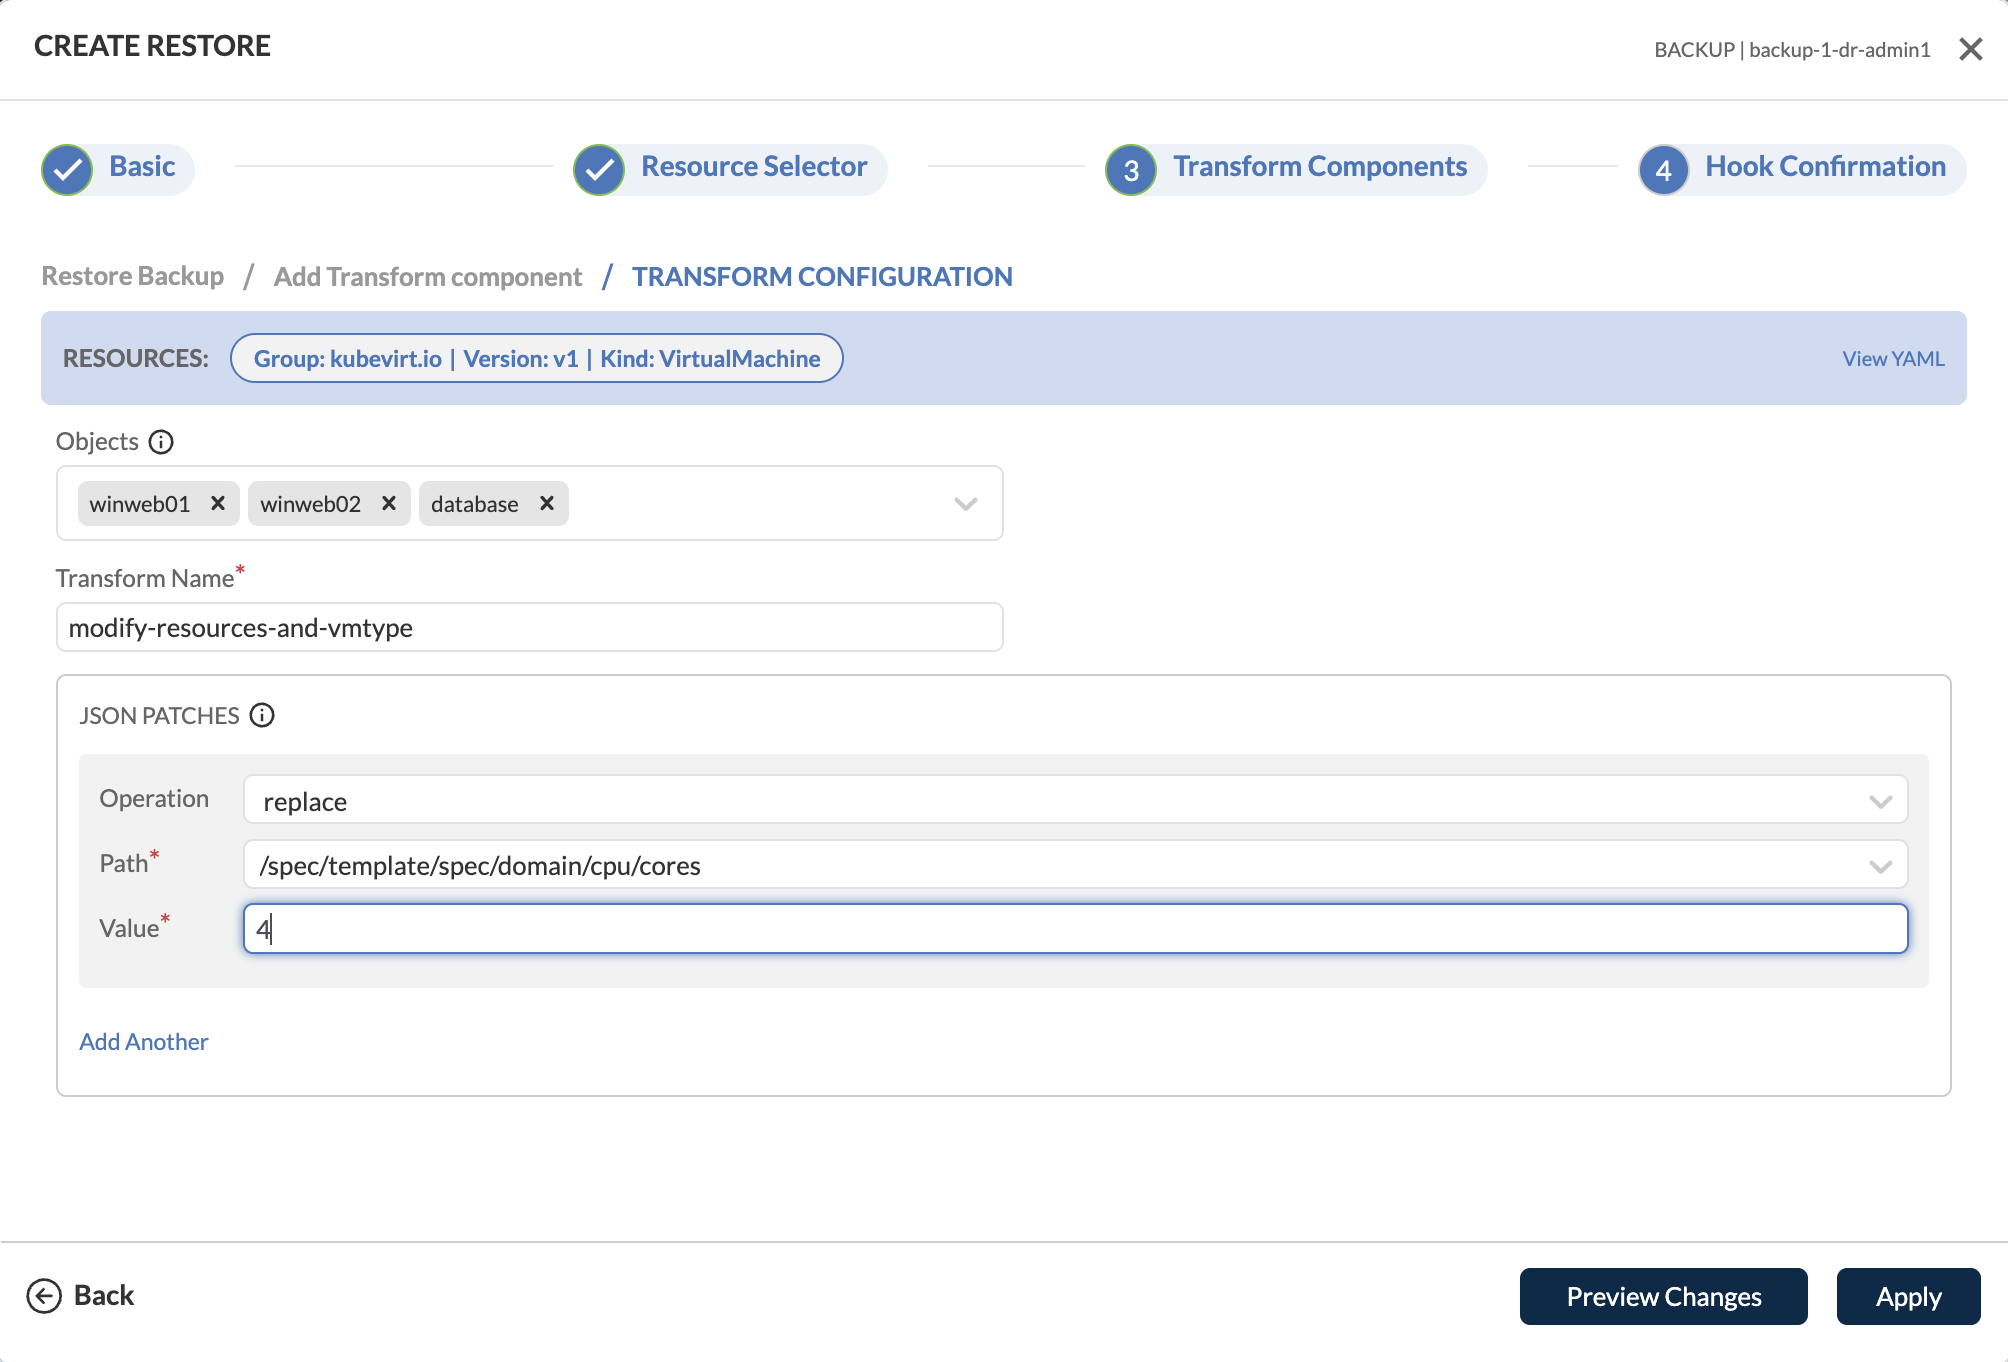 CREATE RESTORE
BACKUP | backup-1-dr-admin1
Basic
Resource Selector
3 Transform Components
4 Hook Confirmation
Restore Backup / Add Transform component / TRANSFORM CONFIGURATION
RESOURCES: Group: kubevirt.io | Version: v1 | Kind: VirtualMachine
View YAML
Objects
winweb01 winweb02 database
Transform Name*
modify-resources-and-vmtype
JSON PATCHES
Operation replace
Path* /spec/template/spec/domain/cpu/cores
Value* 4
Add Another
Back
Preview Changes
Apply